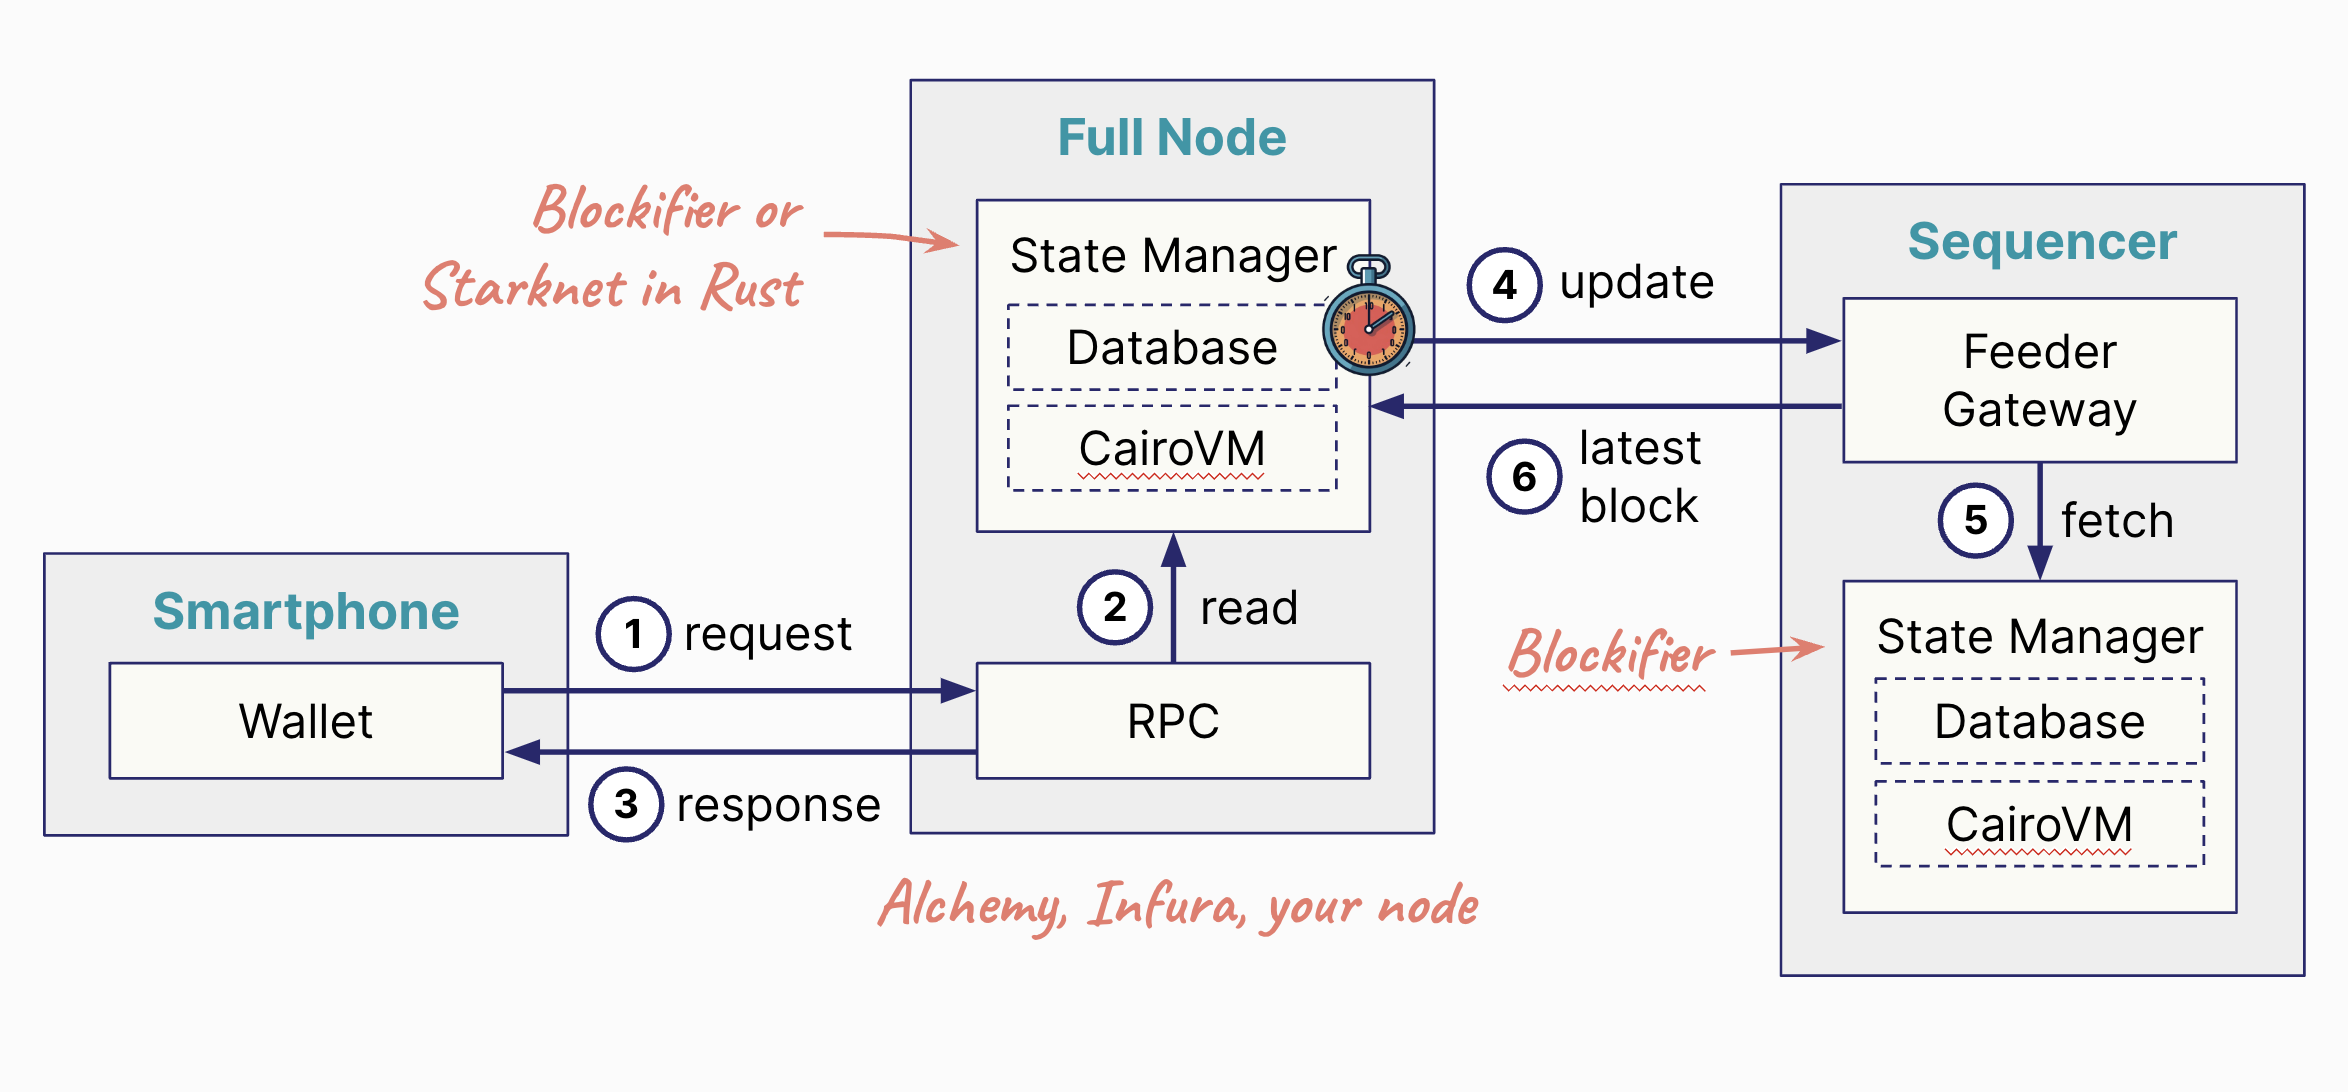 Full Node
Blockifier or
Starknet in Rust
State Manager
Database
CairoVM
4 update
6 latest
block
Sequencer
Feeder
Gateway
5 fetch
Smartphone
Wallet
1 request
2 read
RPC
3 response
Blockifier
State Manager
Database
CairoVM
Alchemy, Infura, your node